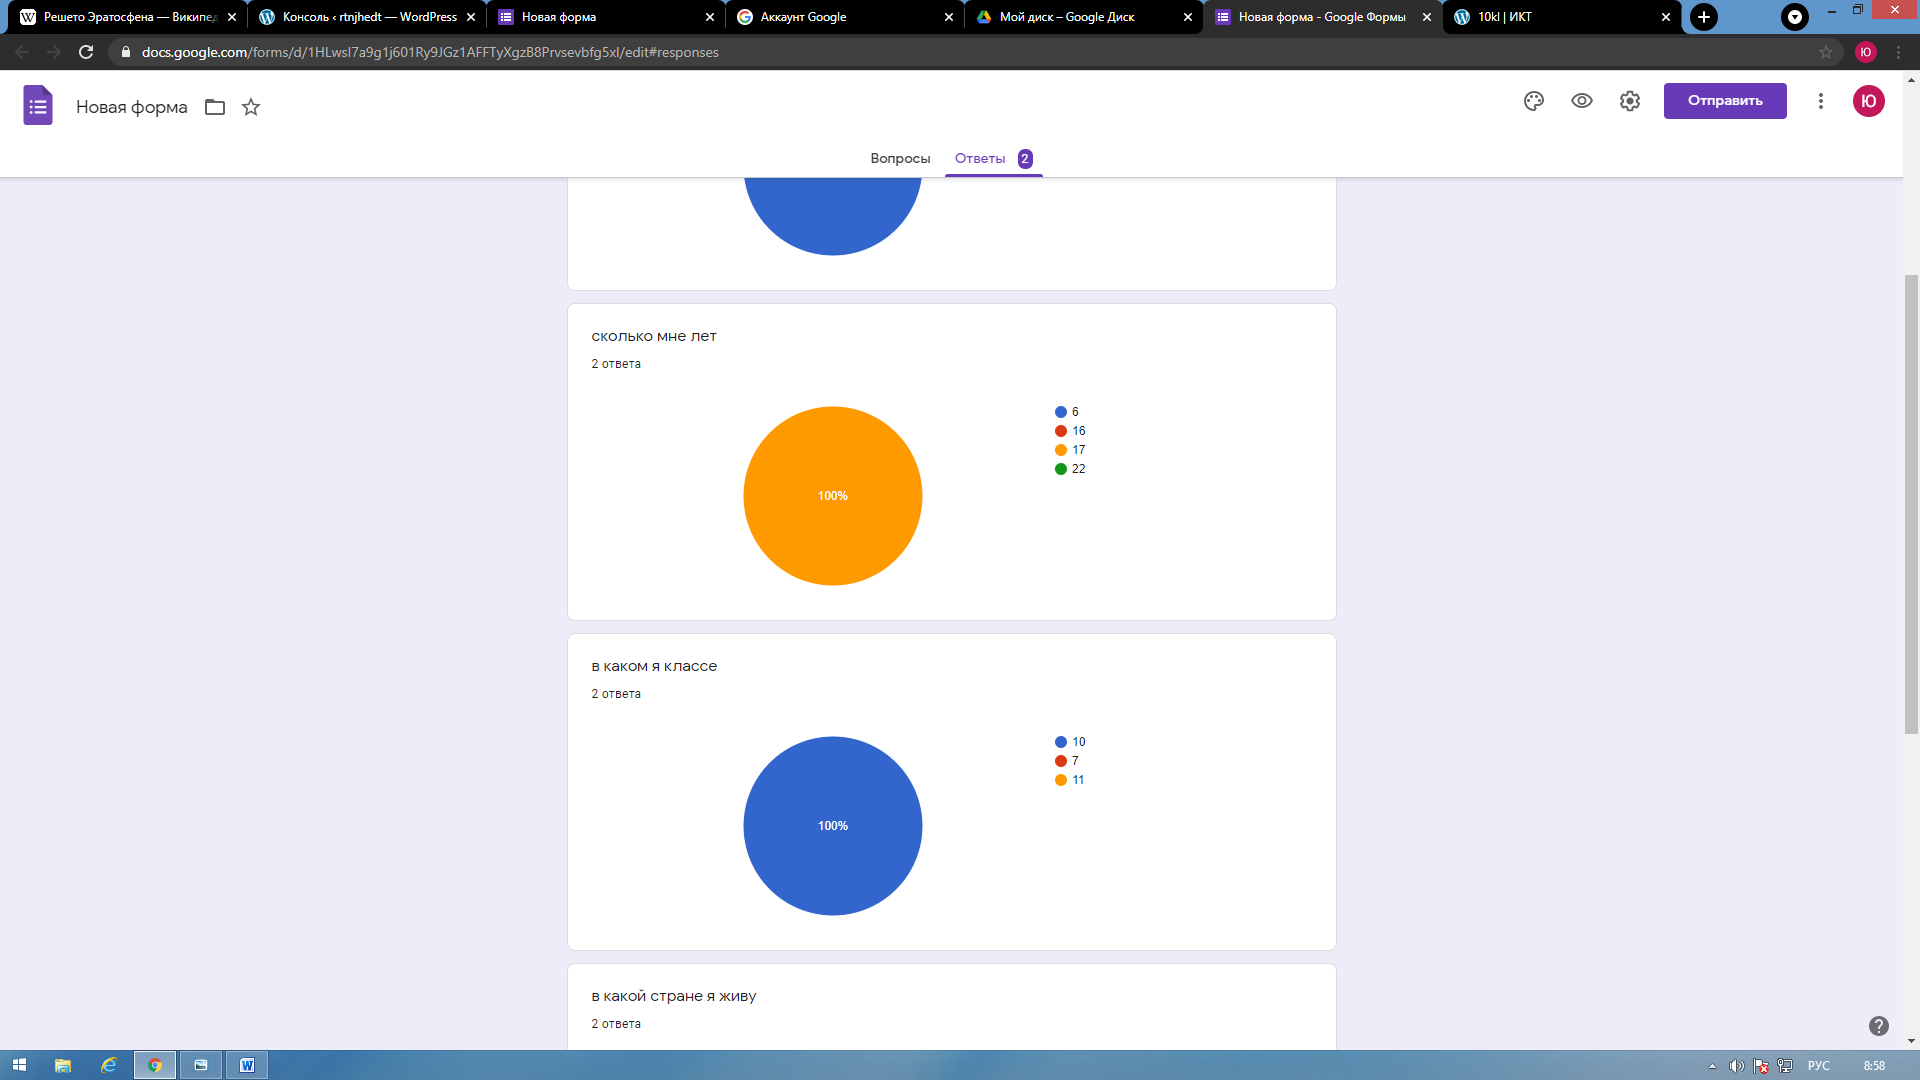 Решето Эратосфена — Википед
Консоль ‹ rtnjhedt — WordPress
Новая форма
Аккаунт Google
Мой диск – Google Диск
Новая форма - Google Формы
10kl | ИКТ
docs.google.com/forms/d/1HLwsI7a9g1j601Ry9JGz1AFFTyXgzB8Prvsevbfg5xI/edit#responses
Ю
Новая форма
Отправить
Ю
Вопросы
Ответы 2
сколько мне лет
2 ответа
100%
6
16
17
22
в каком я классе
2 ответа
100%
10
7
11
в какой стране я живу
2 ответа
РУС
8:58